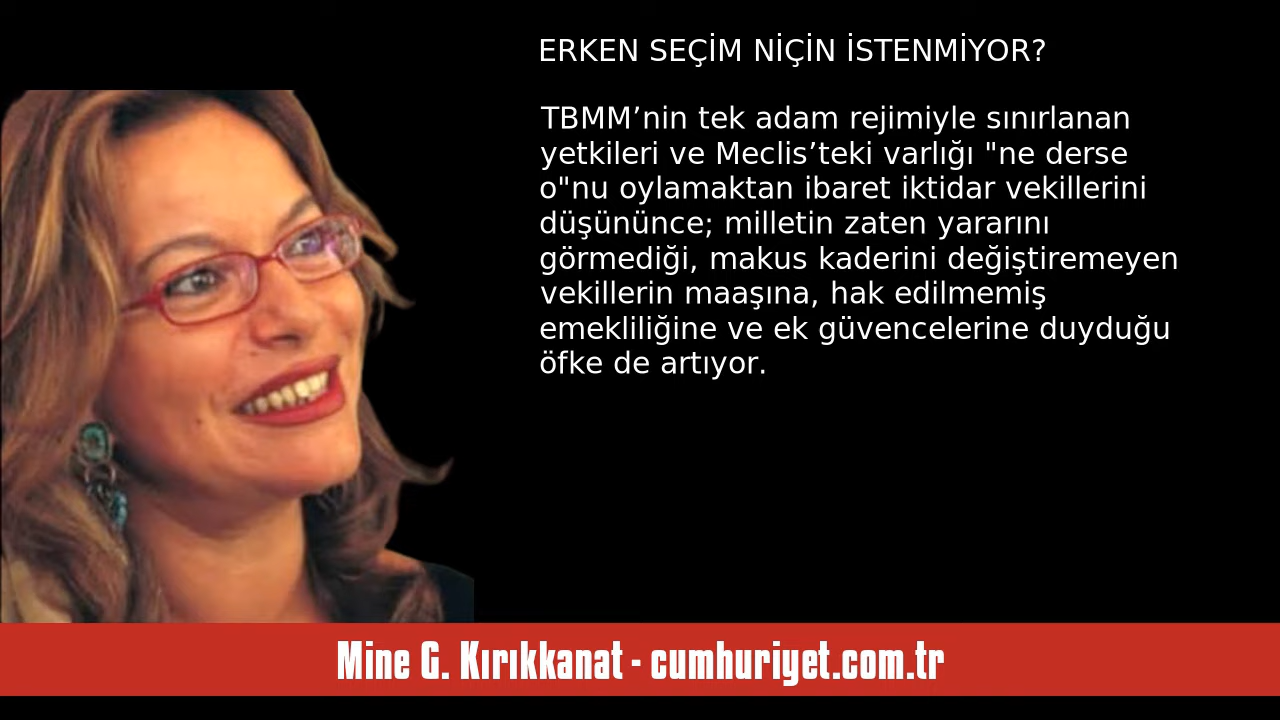 ERKEN SEÇİM NİÇİN İSTENMİYOR?
TBMM’nin tek adam rejimiyle sınırlanan
yetkileri ve Meclis’teki varlığı "ne derse
o"nu oylamaktan ibaret iktidar vekillerini
düşününce; milletin zaten yararını
görmediği, makus kaderini değiştiremeyen
vekillerin maaşına, hak edilmemiş
emekliliğine ve ek güvencelerine duyduğu
öfke de artıyor.
Mine G. Kırıkkanat - cumhuriyet.com.tr